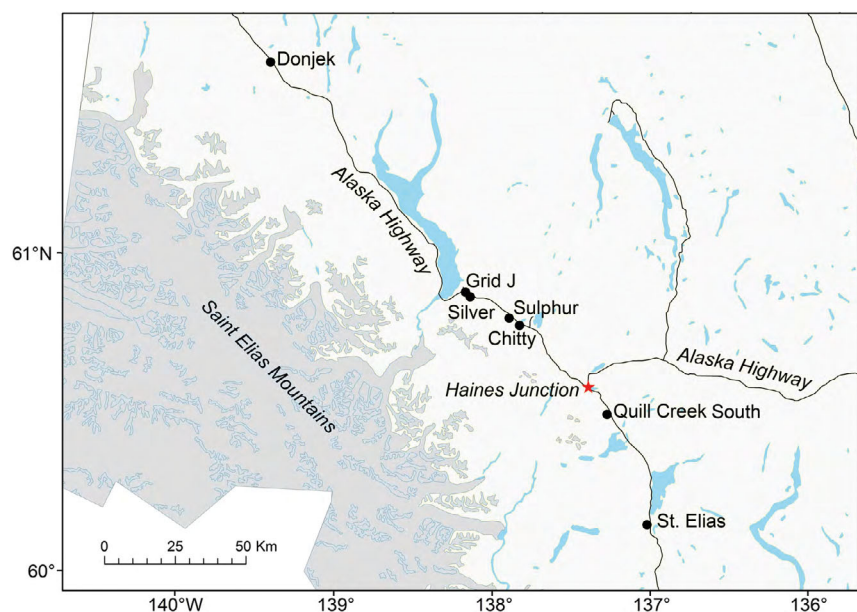 Donjek
Alaska Highway
61°N
Grid J
Silver
Sulphur
Chitty
Saint Elias Mountains
Alaska Highway
Haines Junction
Quill Creek South
St. Elias
0 25 50 Km
60°
140°W 139° 138° 137° 136°